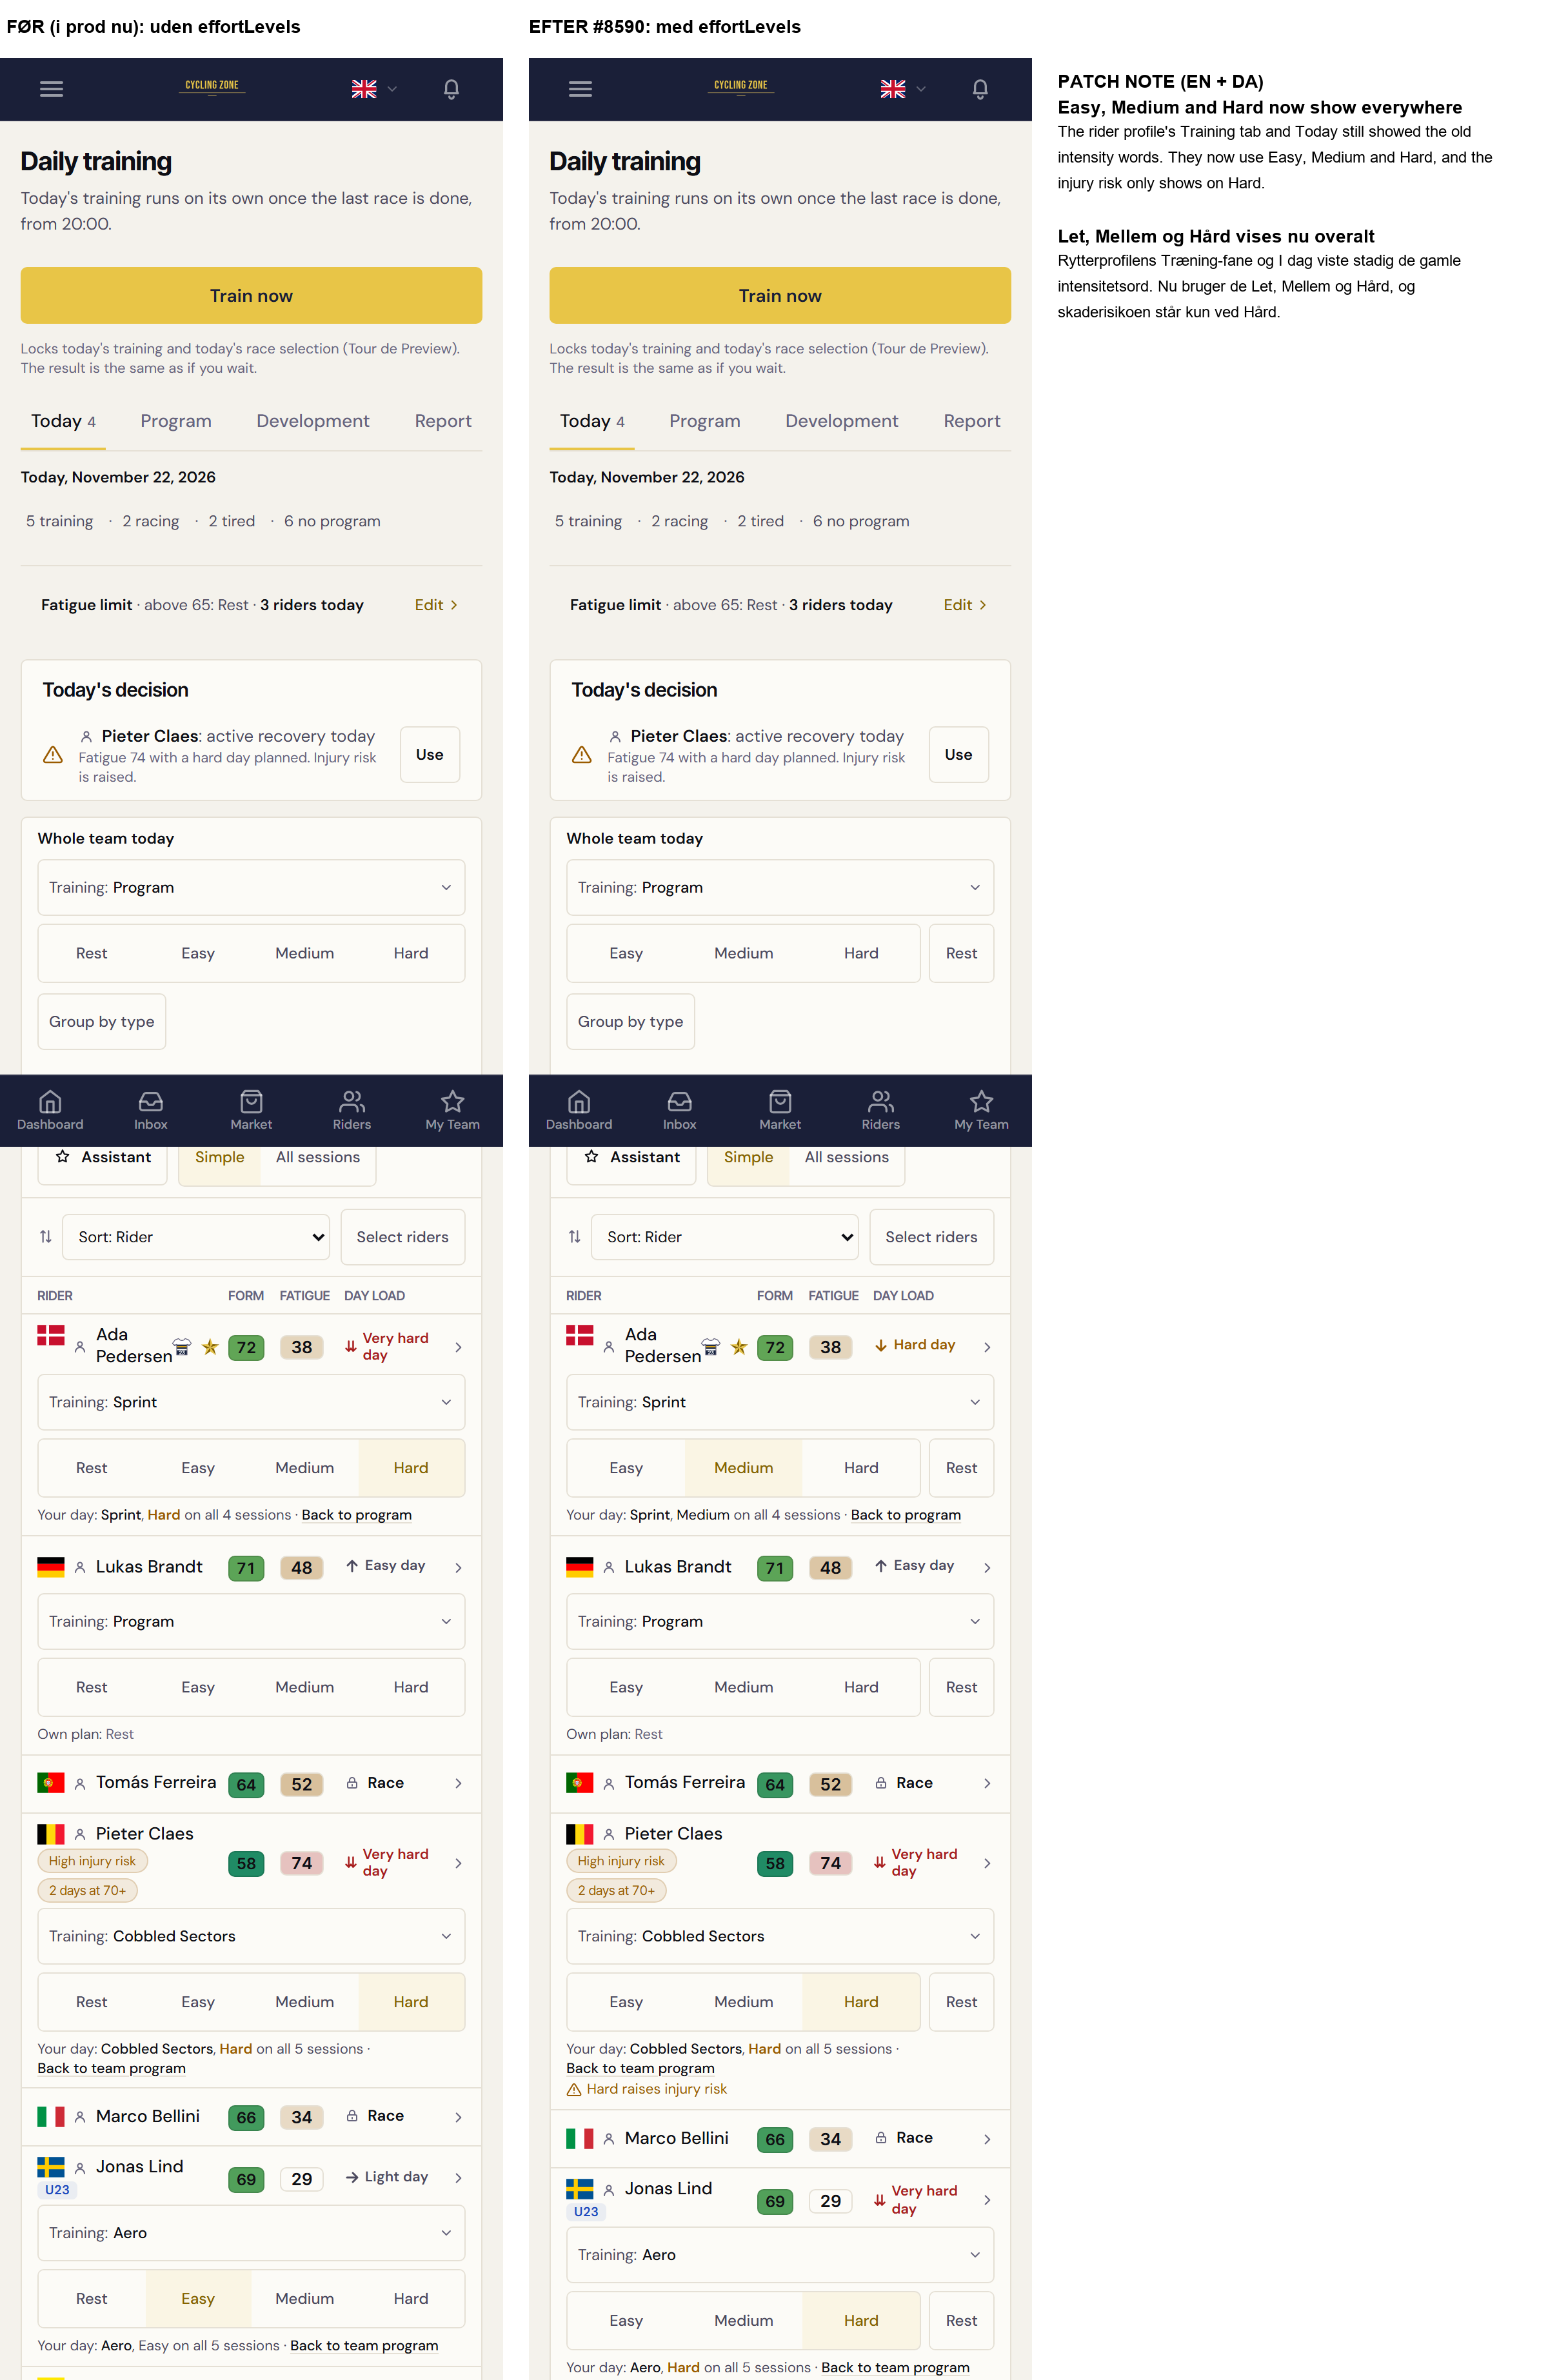 FØR (i prod nu): uden effortLevels
CYCLING ZONE
Daily training
Today's training runs on its own once the last race is done,
from 20:00.
Train now
Locks today's training and today's race selection (Tour de Preview).
The result is the same as if you wait.
Today 4 Program Development Report
Today, November 22, 2026
5 training · 2 racing · 2 tired · 6 no program
Fatigue limit · above 65: Rest · 3 riders today Edit
Today's decision
Pieter Claes: active recovery today
Fatigue 74 with a hard day planned. Injury risk
is raised.
Use
Whole team today
Training: Program
Rest Easy Medium Hard
Group by type
Dashboard Inbox Market Riders My Team
Assistant Simple All sessions
Sort: Rider Select riders
RIDER FORM FATIGUE DAY LOAD
Ada
Pedersen 72 38 Very hard
day
Training: Sprint
Rest Easy Medium Hard
Your day: Sprint, Hard on all 4 sessions · Back to program
Lukas Brandt 71 48 Easy day
Training: Program
Rest Easy Medium Hard
Own plan: Rest
Tomás Ferreira 64 52 Race
Pieter Claes
High injury risk
2 days at 70+
58 74 Very hard
day
Training: Cobbled Sectors
Rest Easy Medium Hard
Your day: Cobbled Sectors, Hard on all 5 sessions ·
Back to team program
Marco Bellini 66 34 Race
Jonas Lind
U23
69 29 Light day
Training: Aero
Rest Easy Medium Hard
Your day: Aero, Easy on all 5 sessions · Back to team program
EFTER #8590: med effortLevels
CYCLING ZONE
Daily training
Today's training runs on its own once the last race is done,
from 20:00.
Train now
Locks today's training and today's race selection (Tour de Preview).
The result is the same as if you wait.
Today 4 Program Development Report
Today, November 22, 2026
5 training · 2 racing · 2 tired · 6 no program
Fatigue limit · above 65: Rest · 3 riders today Edit
Today's decision
Pieter Claes: active recovery today
Fatigue 74 with a hard day planned. Injury risk
is raised.
Use
Whole team today
Training: Program
Easy Medium Hard Rest
Group by type
Dashboard Inbox Market Riders My Team
Assistant Simple All sessions
Sort: Rider Select riders
RIDER FORM FATIGUE DAY LOAD
Ada
Pedersen 72 38 Hard day
Training: Sprint
Easy Medium Hard Rest
Your day: Sprint, Medium on all 4 sessions · Back to program
Lukas Brandt 71 48 Easy day
Training: Program
Easy Medium Hard Rest
Own plan: Rest
Tomás Ferreira 64 52 Race
Pieter Claes
High injury risk
2 days at 70+
58 74 Very hard
day
Training: Cobbled Sectors
Easy Medium Hard Rest
Your day: Cobbled Sectors, Hard on all 5 sessions ·
Back to team program
Hard raises injury risk
Marco Bellini 66 34 Race
Jonas Lind
U23
69 29 Very hard
day
Training: Aero
Easy Medium Hard Rest
Your day: Aero, Hard on all 5 sessions · Back to team program
PATCH NOTE (EN + DA)
Easy, Medium and Hard now show everywhere
The rider profile's Training tab and Today still showed the old
intensity words. They now use Easy, Medium and Hard, and the
injury risk only shows on Hard.
Let, Mellem og Hård vises nu overalt
Rytterprofilens Træning-fane og I dag viste stadig de gamle
intensitetsord. Nu bruger de Let, Mellem og Hård, og
skaderisikoen står kun ved Hård.